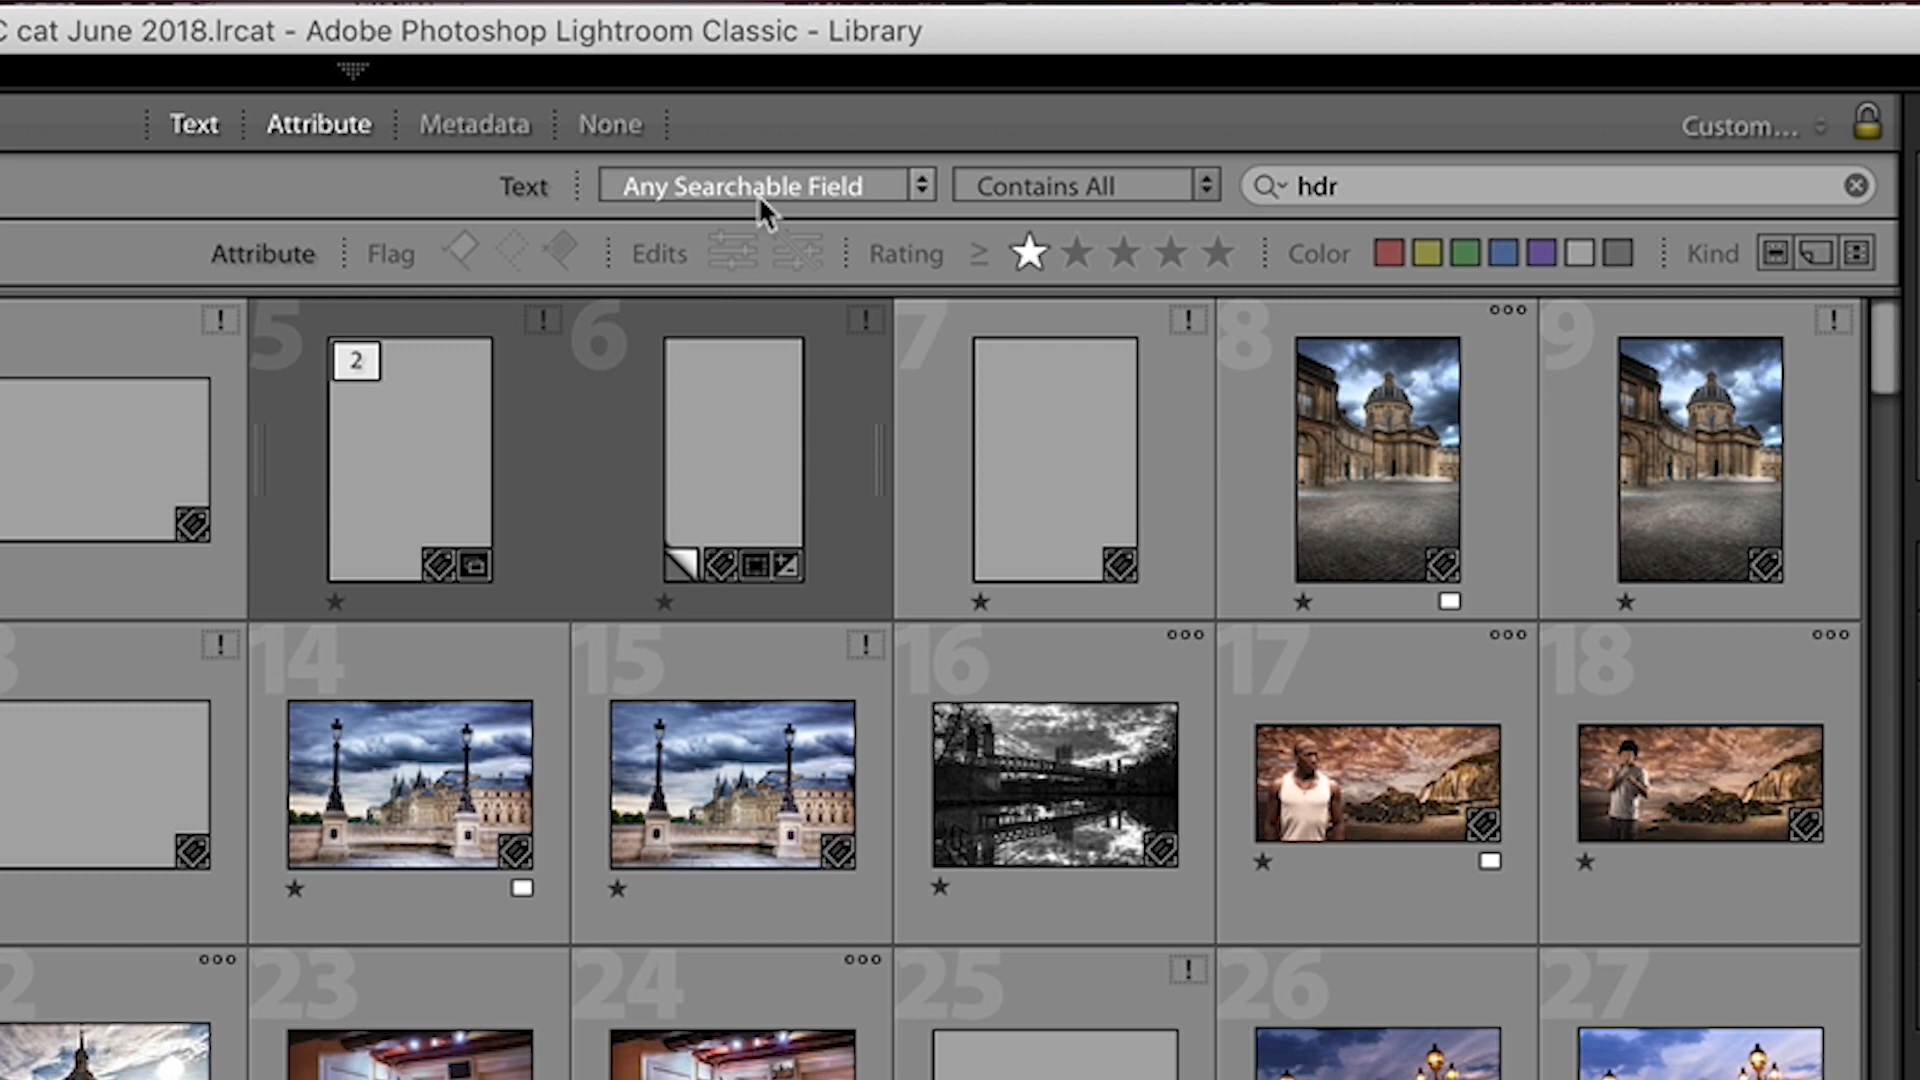 C cat June 2018.lrcat - Adobe Photoshop Lightroom Classic - Library
Text Attribute Metadata None Custom...
Text Any Searchable Field Contains All hdr
Attribute Flag Edits Rating ≥ Color Kind
! 5 ! 6 ! 7 ! 8 9 !
2
3 ! 14 15 ! 16 17 18
2 23 24 25 ! 26 27